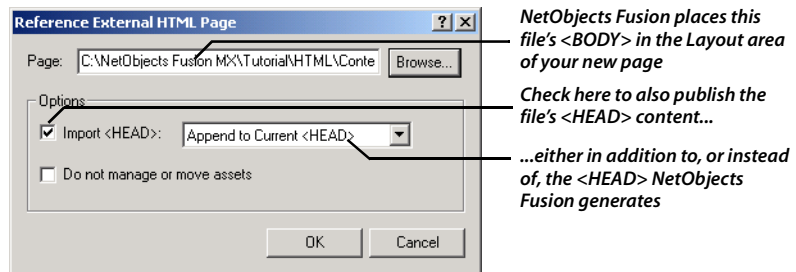 Reference External HTML Page
Page: C:\NetObjects Fusion MX\Tutorial\HTML\Conte Browse...
Options
Import <HEAD>: Append to Current <HEAD>
Do not manage or move assets
OK Cancel
NetObjects Fusion places this
file's <BODY> in the Layout area
of your new page
Check here to also publish the
file's <HEAD> content...
...either in addition to, or instead
of, the <HEAD> NetObjects
Fusion generates